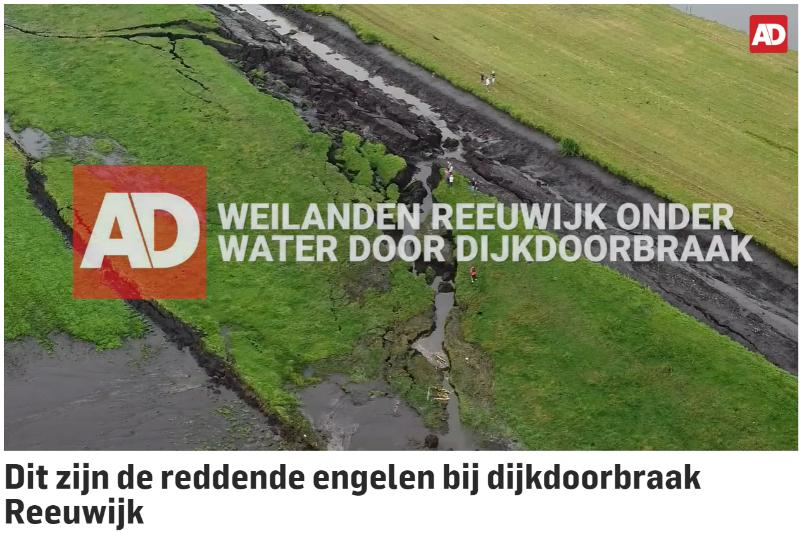 AD
AD
WEILANDEN REEUWIJK ONDER
WATER DOOR DIJKDOORBRAAK
Dit zijn de reddende engelen bij dijkdoorbraak
Reeuwijk